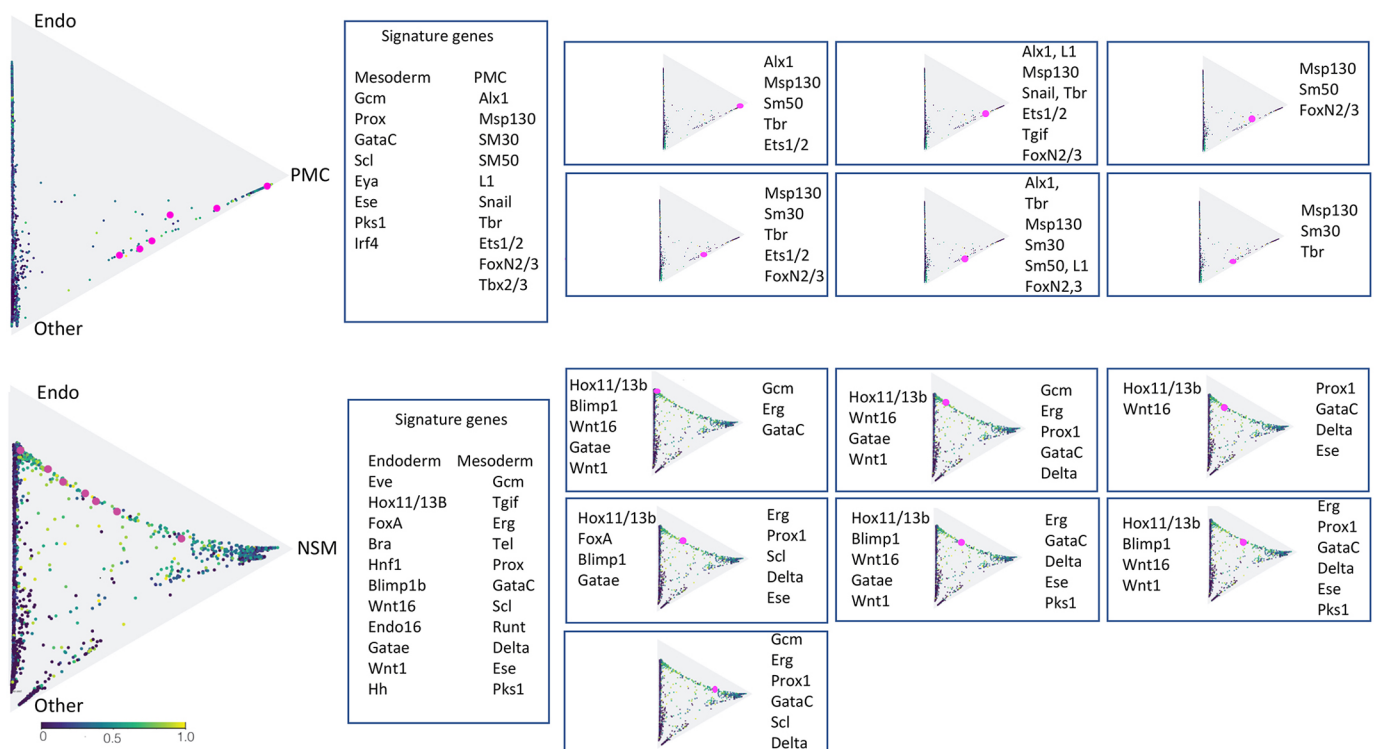 Endo
PMC
Other
Signature genes
Mesoderm PMC
Gcm Alx1
Prox Msp130
GataC SM30
Scl SM50
Eya L1
Ese Snail
Pks1 Tbr
Irf4 Ets1/2
FoxN2/3
Tbx2/3
Alx1
Msp130
Sm50
Tbr
Ets1/2
Alx1, L1
Msp130
Snail, Tbr
Ets1/2
Tgif
FoxN2/3
Msp130
Sm50
FoxN2/3
Msp130
Sm30
Tbr
Ets1/2
FoxN2/3
Alx1,
Tbr
Msp130
Sm30
Sm50, L1
FoxN2,3
Msp130
Sm30
Tbr
Endo
NSM
Other
0 0.5 1.0
Signature genes
Endoderm Mesoderm
Eve Gcm
Hox11/13B Tgif
FoxA Erg
Bra Tel
Hnf1 Prox
Blimp1b GataC
Wnt16 Scl
Endo16 Runt
Gatae Delta
Wnt1 Ese
Hh Pks1
Hox11/13b
Blimp1
Wnt16
Gatae
Wnt1
Gcm
Erg
GataC
Hox11/13b
Wnt16
Gatae
Wnt1
Gcm
Erg
Prox1
GataC
Delta
Hox11/13b
Wnt16
Prox1
GataC
Delta
Ese
Hox11/13b
FoxA
Blimp1
Gatae
Erg
Prox1
Scl
Delta
Ese
Hox11/13b
Blimp1
Wnt16
Gatae
Wnt1
Erg
GataC
Delta
Ese
Pks1
Hox11/13b
Blimp1
Wnt16
Wnt1
Erg
Prox1
GataC
Delta
Ese
Pks1
Gcm
Erg
Prox1
GataC
Scl
Delta